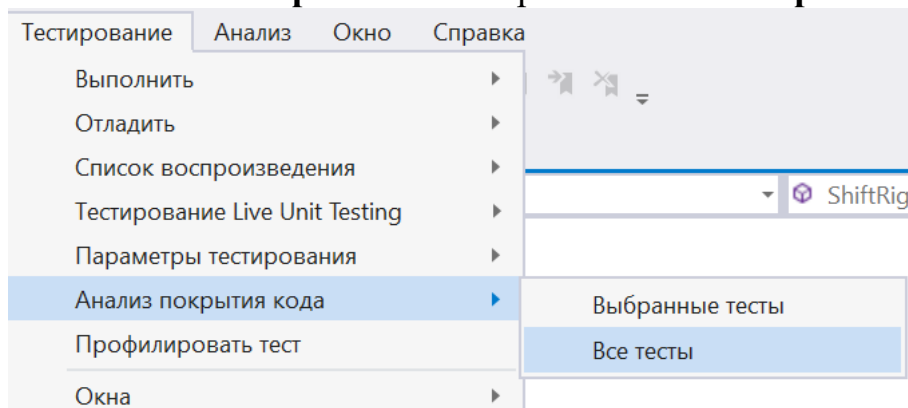 Тестирование Анализ Окно Справка
Выполнить
Отладить
Список воспроизведения
ShiftRig
Тестирование Live Unit Testing
Параметры тестирования
Анализ покрытия кода
Выбранные тесты
Профилировать тест
Все тесты
Окна